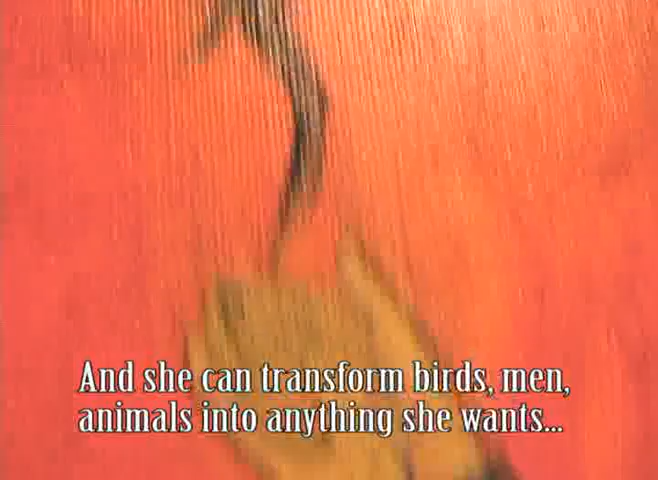 And she can transform birds, men,
animals into anything she wants...